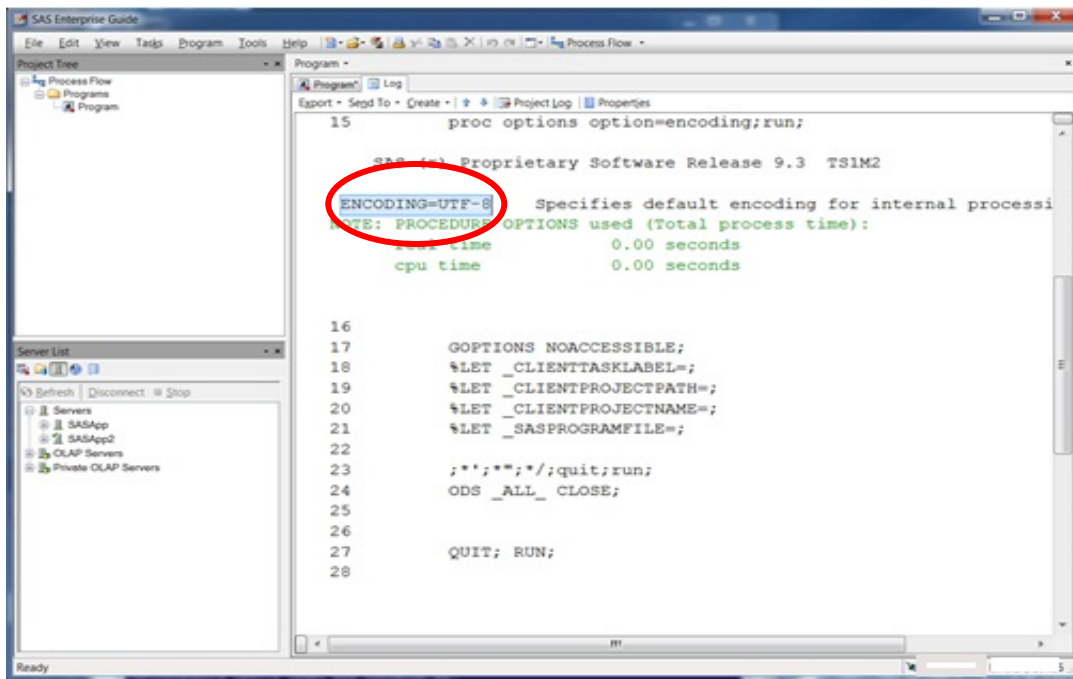 SAS Enterprise Guide
File Edit View Tasks Program Tools Help Process Flow
Project Tree
Process Flow
Programs
Program
Server List
Refresh Disconnect Stop
Servers
SASApp
SASApp2
OLAP Servers
Private OLAP Servers
Program
Program* Log
Export Send To Create Project Log Properties
15 proc options option=encoding;run;
SAS (r) Proprietary Software Release 9.3 TS1M2
ENCODING=UTF-8 Specifies default encoding for internal processi
NOTE: PROCEDURE OPTIONS used (Total process time):
real time 0.00 seconds
cpu time 0.00 seconds
16
17 GOPTIONS NOACCESSIBLE;
18 %LET _CLIENTTASKLABEL=;
19 %LET _CLIENTPROJECTPATH=;
20 %LET _CLIENTPROJECTNAME=;
21 %LET _SASPROGRAMFILE=;
22
23 ;*';*";*/;quit;run;
24 ODS _ALL_ CLOSE;
25
26
27 QUIT; RUN;
28
Ready